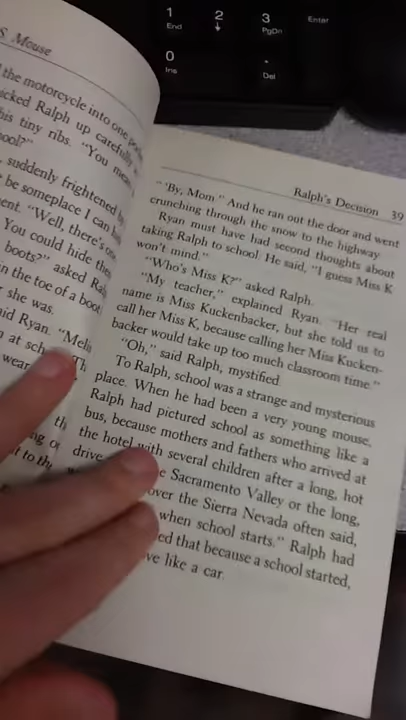 1
End
2
↓
3
PgDn
Enter
0
Ins
.
Del
S. Mouse
the motorcycle into one
icked Ralph up carefully
his tiny ribs. "You mean
ool?"
suddenly frightened
be someplace I can
ent. "Well, there's
You could hide
boots?" asked
in the toe of a boot
she was.
aid Ryan.
at
wear
Ralph's Decision 39
" 'By, Mom." And he ran out the door and went
crunching through the snow to the highway.
Ryan must have had second thoughts about
taking Ralph to school. He said, "I guess Miss K
won't mind."
"Who's Miss K?" asked Ralph.
"My teacher," explained Ryan. "Her real
name is Miss Kuckenbacker, but she told us to
call her Miss K, because calling her Miss Kucken-
backer would take up too much classroom time."
"Oh," said Ralph, mystified.
To Ralph, school was a strange and mysterious
place. When he had been a very young mouse,
Ralph had pictured school as something like a
bus, because mothers and fathers who arrived at
the hotel with several children after a long, hot
drive Sacramento Valley or the long,
over the Sierra Nevada often said,
when school starts." Ralph had
ed that because a school started,
ve like a car.